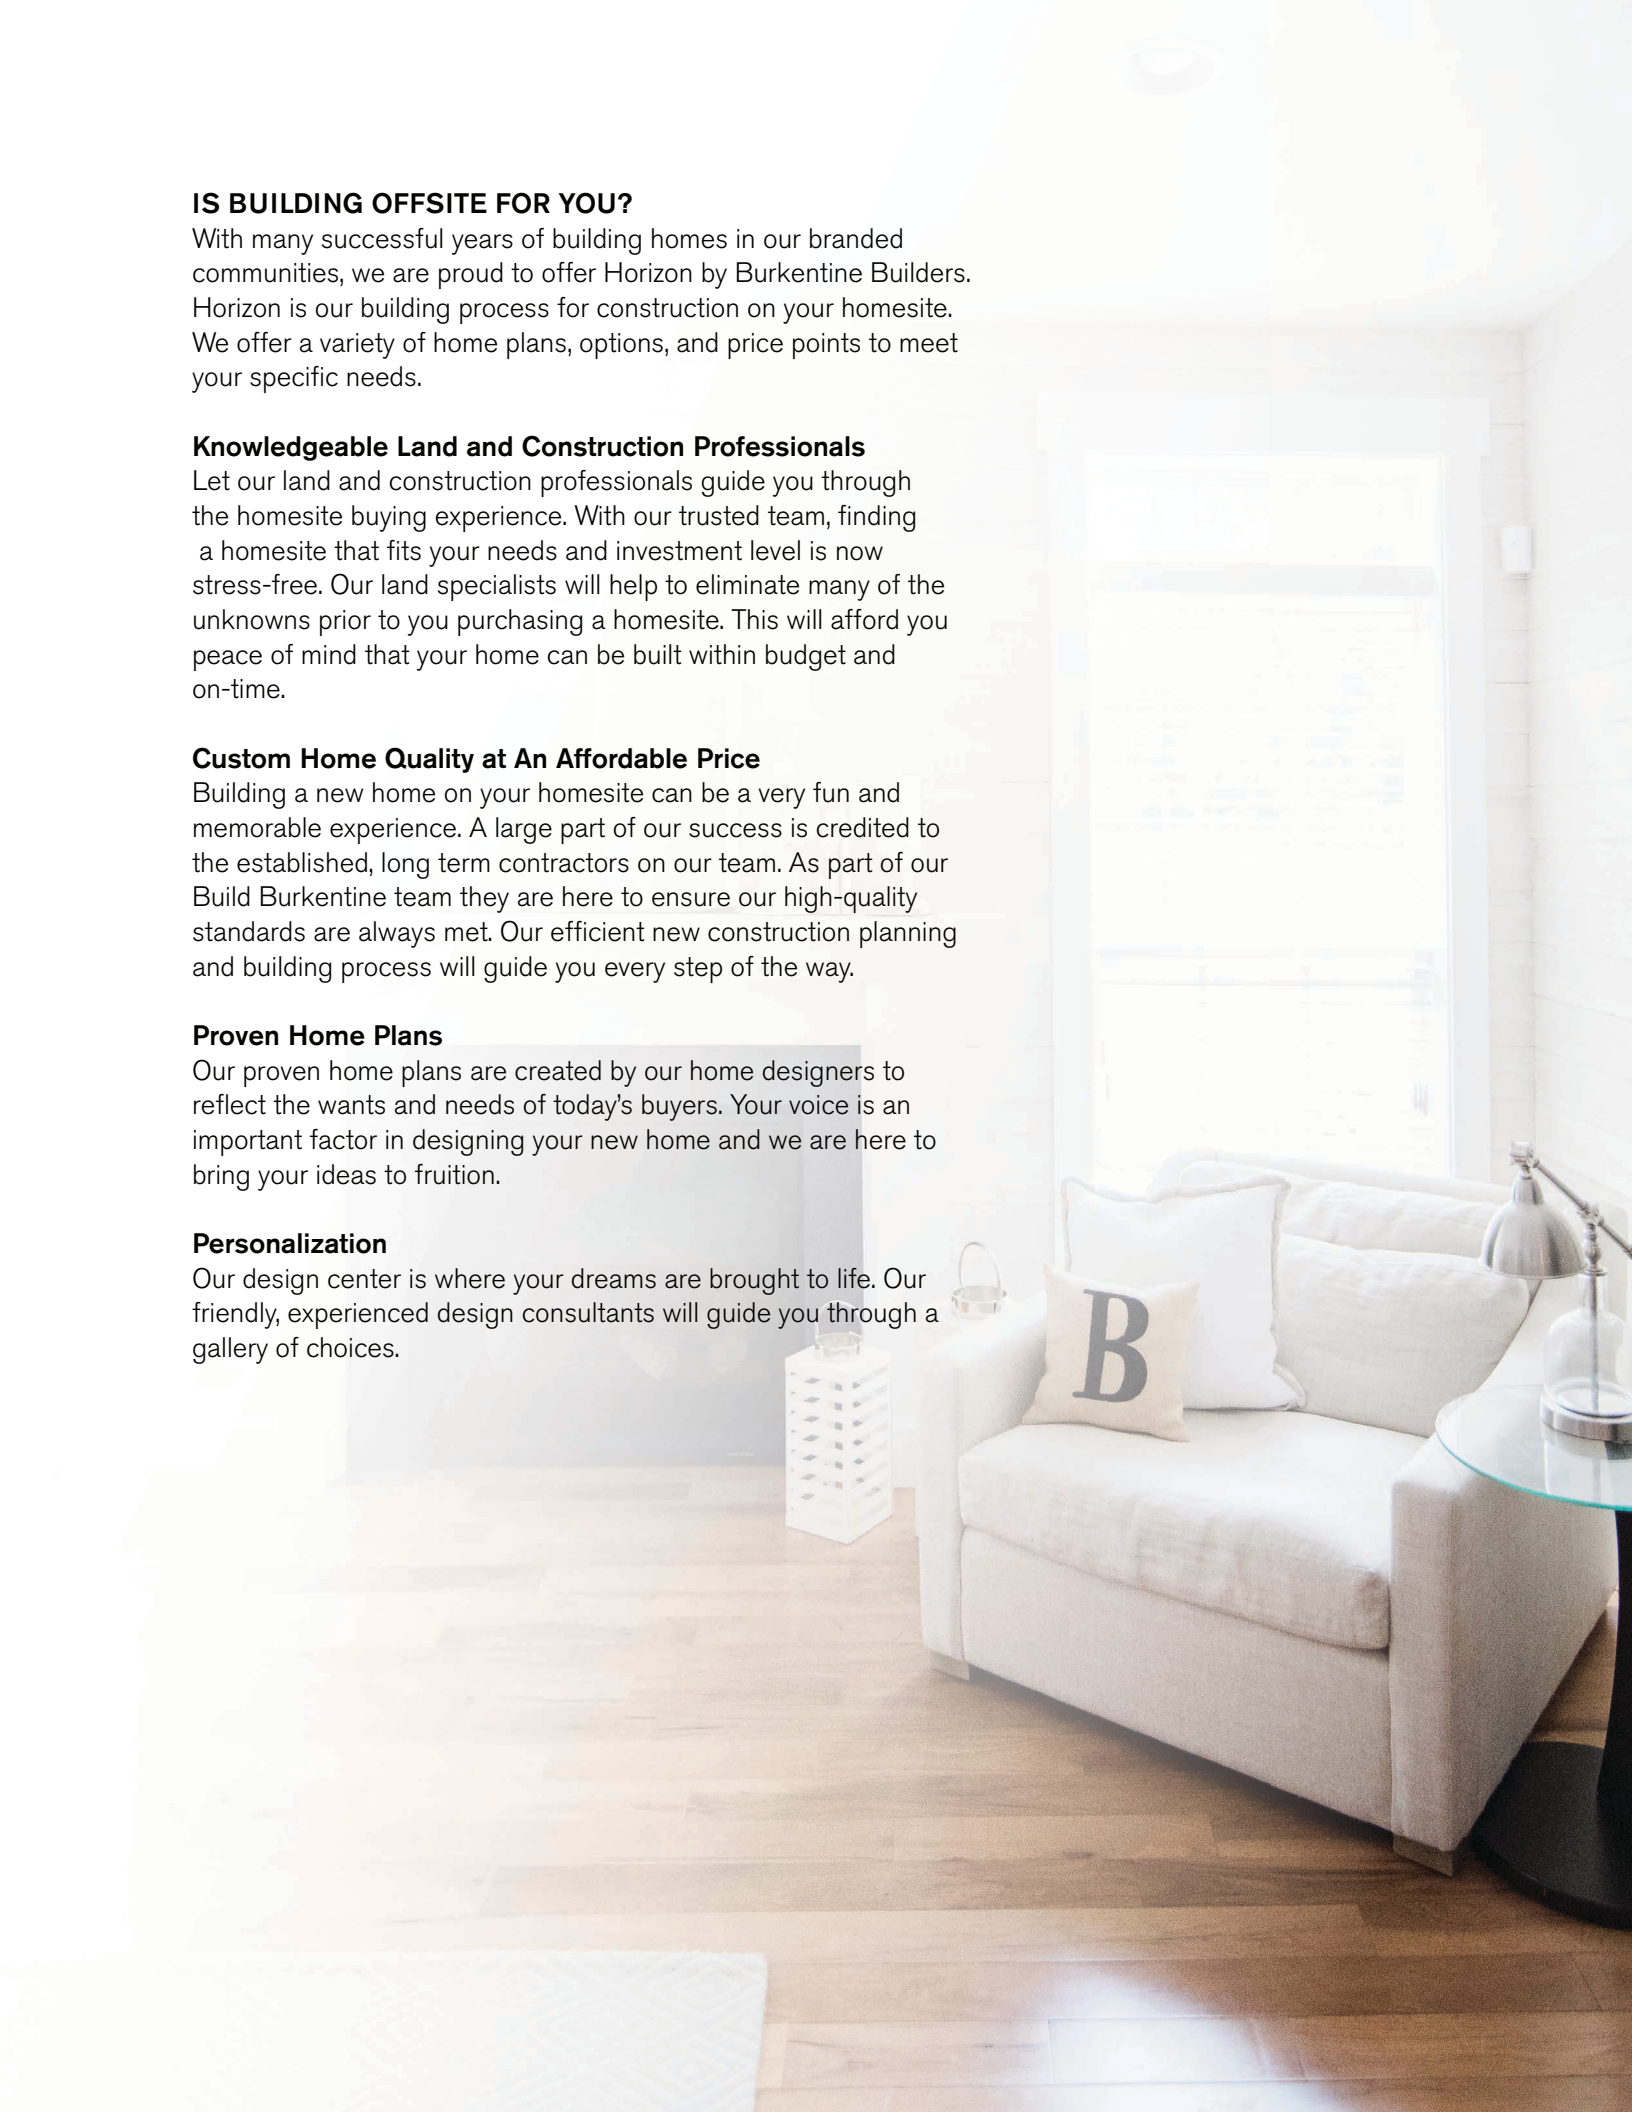 IS BUILDING OFFSITE FOR YOU?
With many successful years of building homes in our branded
communities, we are proud to offer Horizon by Burkentine Builders.
Horizon is our building process for construction on your homesite.
We offer a variety of home plans, options, and price points to meet
your specific needs.
Knowledgeable Land and Construction Professionals
Let our land and construction professionals guide you through
the homesite buying experience. With our trusted team, finding
a homesite that fits your needs and investment level is now
stress-free. Our land specialists will help to eliminate many of the
unknowns prior to you purchasing a homesite. This will afford you
peace of mind that your home can be built within budget and
on-time.
Custom Home Quality at An Affordable Price
Building a new home on your homesite can be a very fun and
memorable experience. A large part of our success is credited to
the established, long term contractors on our team. As part of our
Build Burkentine team they are here to ensure our high-quality
standards are always met. Our efficient new construction planning
and building process will guide you every step of the way.
Proven Home Plans
Our proven home plans are created by our home designers to
reflect the wants and needs of today’s buyers. Your voice is an
important factor in designing your new home and we are here to
bring your ideas to fruition.
Personalization
Our design center is where your dreams are brought to life. Our
friendly, experienced design consultants will guide you through a
gallery of choices.
B